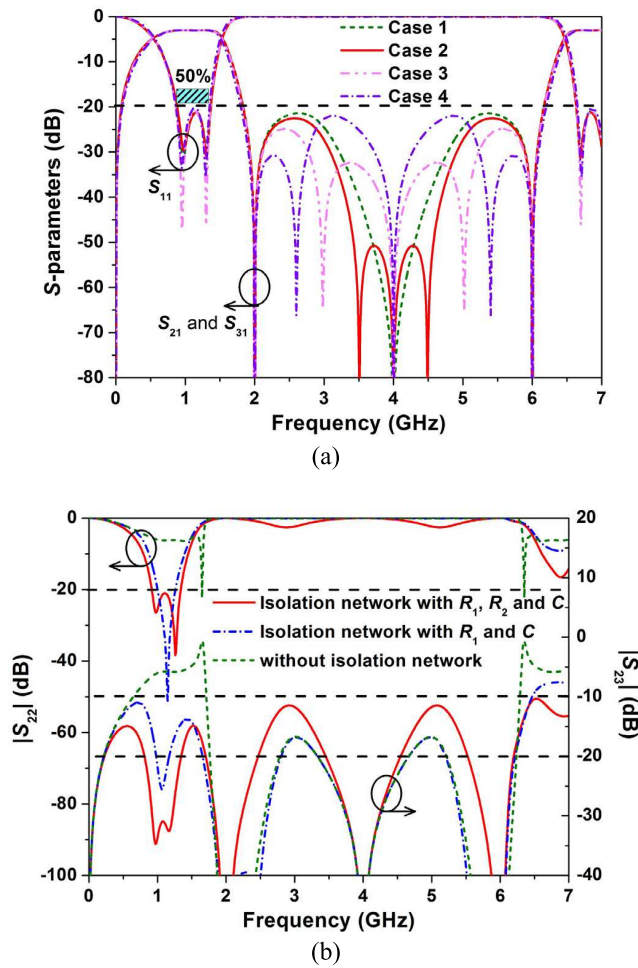 0
-10
-20
-30
-40
-50
-60
-70
-80
S-parameters (dB)
50%
Case 1
Case 2
Case 3
Case 4
S11
S21 and S31
0 1 2 3 4 5 6 7
Frequency (GHz)
(a)
0
-20
-40
-60
-80
-100
|S22| (dB)
Isolation network with R1, R2 and C
Isolation network with R1 and C
without isolation network
20
10
0
-10
-20
-30
-40
|S23| (dB)
0 1 2 3 4 5 6 7
Frequency (GHz)
(b)